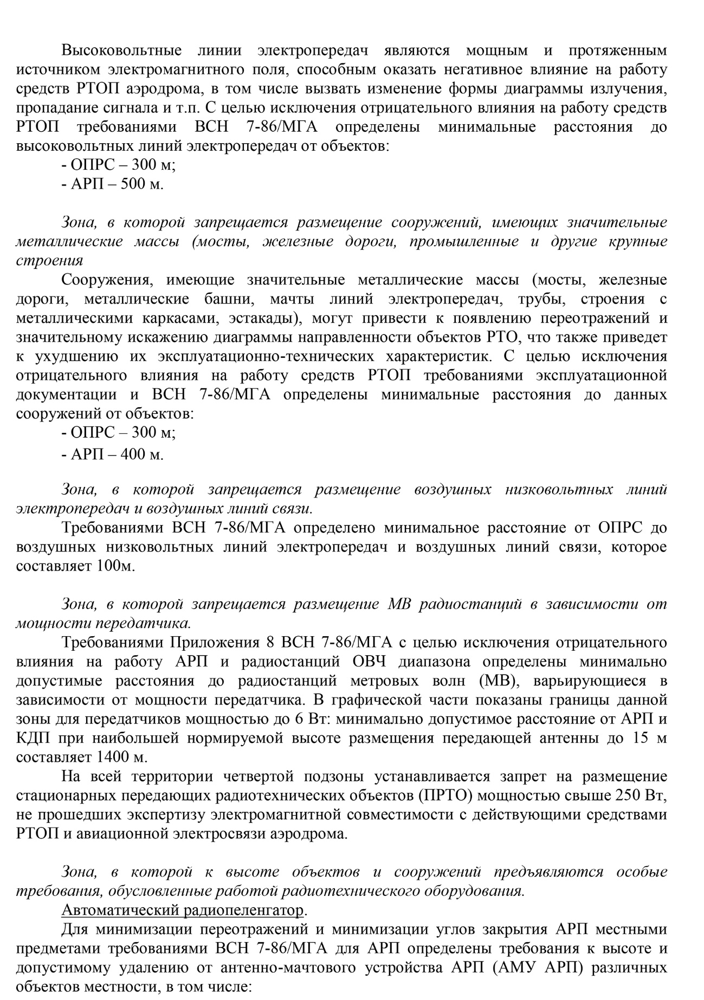 Высоковольтные линии электропередач являются мощным и протяженным
источником электромагнитного поля, способным оказать негативное влияние на работу
средств РТОП аэродрома, в том числе вызвать изменение формы диаграммы излучения,
пропадание сигнала и т.п. С целью исключения отрицательного влияния на работу средств
РТОП требованиями ВСН 7-86/МГА определены минимальные расстояния до
высоковольтных линий электропередач от объектов:
- ОПРС – 300 м;
- АРП – 500 м.
Зона, в которой запрещается размещение сооружений, имеющих значительные
металлические массы (мосты, железные дороги, промышленные и другие крупные
строения
Сооружения, имеющие значительные металлические массы (мосты, железные
дороги, металлические башни, мачты линий электропередач, трубы, строения с
металлическими каркасами, эстакады), могут привести к появлению переотражений и
значительному искажению диаграммы направленности объектов РТО, что также приведет
к ухудшению их эксплуатационно-технических характеристик. С целью исключения
отрицательного влияния на работу средств РТОП требованиями эксплуатационной
документации и ВСН 7-86/МГА определены минимальные расстояния до данных
сооружений от объектов:
- ОПРС – 300 м;
- АРП – 400 м.
Зона, в которой запрещается размещение воздушных низковольтных линий
электропередач и воздушных линий связи.
Требованиями ВСН 7-86/МГА определено минимальное расстояние от ОПРС до
воздушных низковольтных линий электропередач и воздушных линий связи, которое
составляет 100м.
Зона, в которой запрещается размещение МВ радиостанций в зависимости от
мощности передатчика.
Требованиями Приложения 8 ВСН 7-86/МГА с целью исключения отрицательного
влияния на работу АРП и радиостанций ОВЧ диапазона определены минимально
допустимые расстояния до радиостанций метровых волн (МВ), варьирующиеся в
зависимости от мощности передатчика. В графической части показаны границы данной
зоны для передатчиков мощностью до 6 Вт: минимально допустимое расстояние от АРП и
КДП при наибольшей нормируемой высоте размещения передающей антенны до 15 м
составляет 1400 м.
На всей территории четвертой подзоны устанавливается запрет на размещение
стационарных передающих радиотехнических объектов (ПРТО) мощностью свыше 250 Вт,
не прошедших экспертизу электромагнитной совместимости с действующими средствами
РТОП и авиационной электросвязи аэродрома.
Зона, в которой к высоте объектов и сооружений предъявляются особые
требования, обусловленные работой радиотехнического оборудования.
Автоматический радиопеленгатор.
Для минимизации переотражений и минимизации углов закрытия АРП местными
предметами требованиями ВСН 7-86/МГА для АРП определены требования к высоте и
допустимому удалению от антенно-мачтового устройства АРП (АМУ АРП) различных
объектов местности, в том числе: